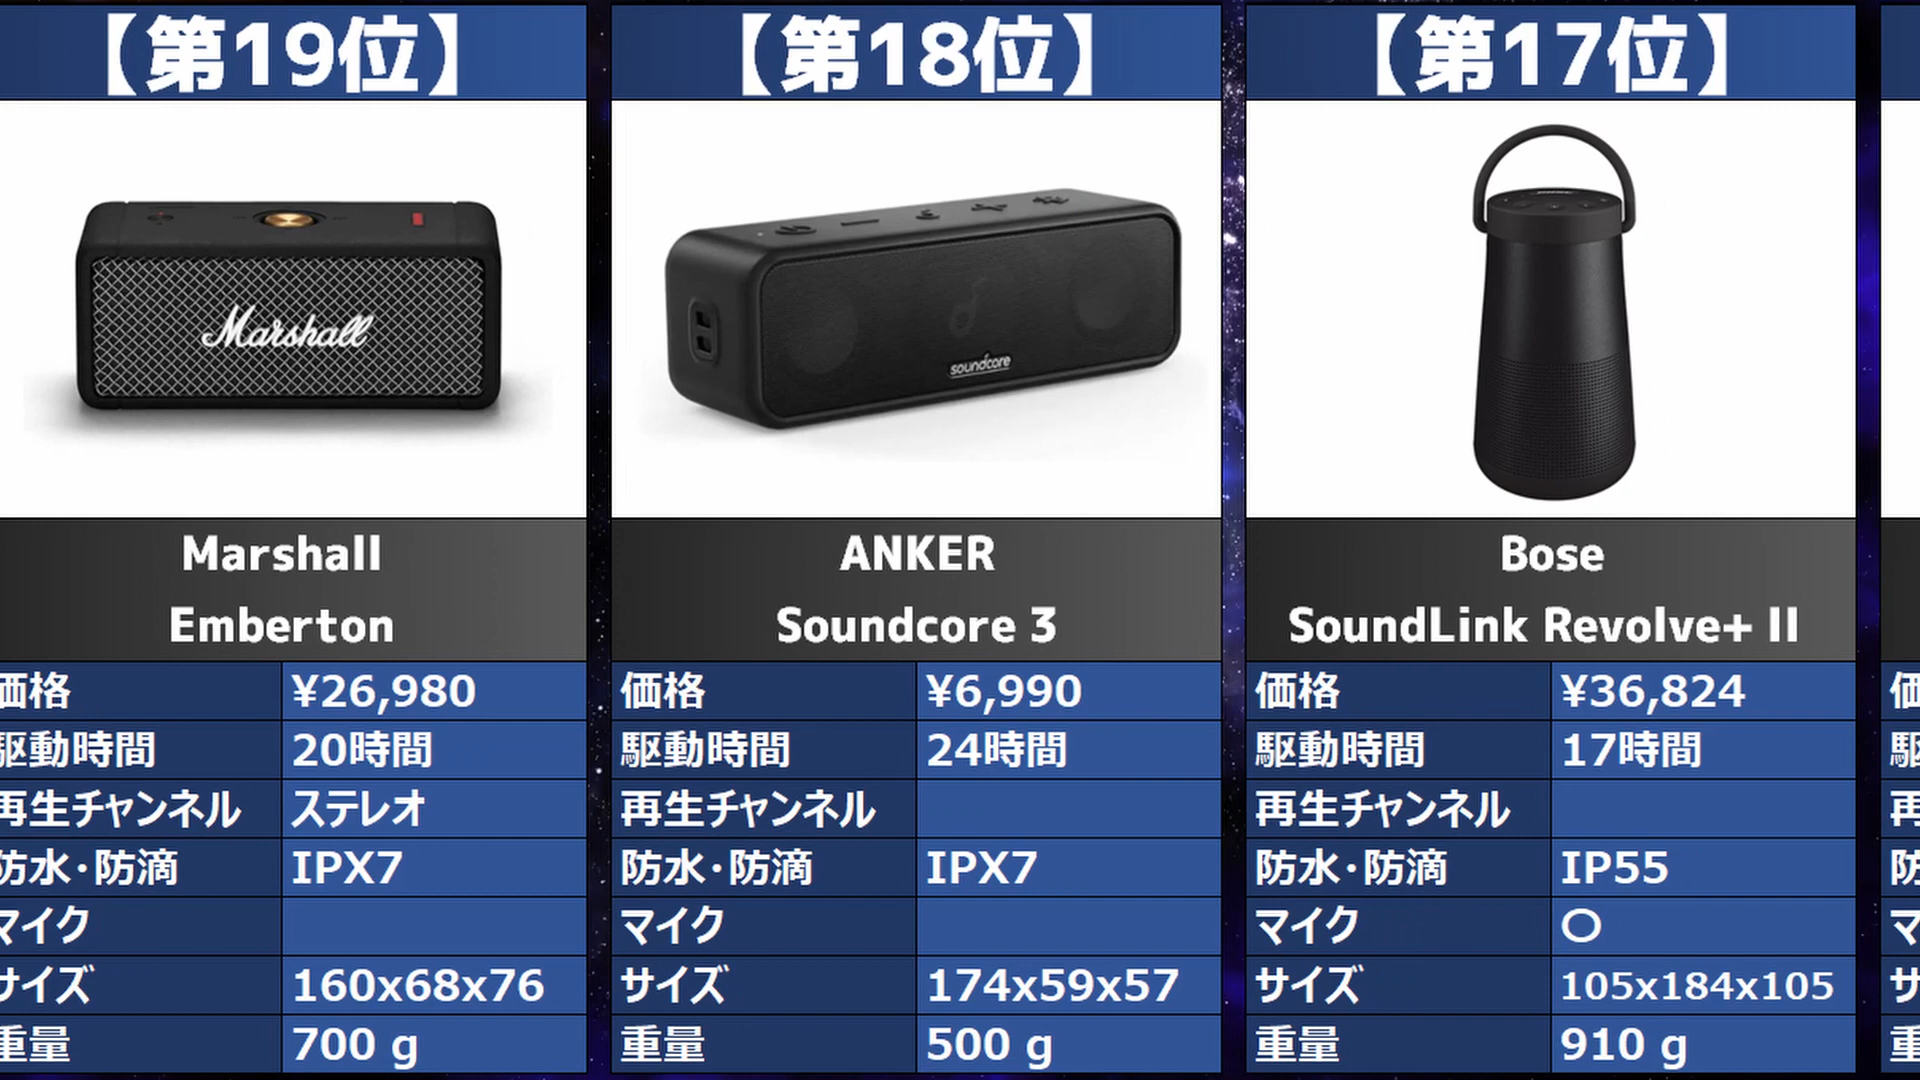 【第19位】
Marshall
Marshall
Emberton
価格 ¥26,980
駆動時間 20時間
再生チャンネル ステレオ
防水・防滴 IPX7
マイク
サイズ 160x68x76
重量 700 g
【第18位】
soundcore
ANKER
Soundcore 3
価格 ¥6,990
駆動時間 24時間
再生チャンネル
防水・防滴 IPX7
マイク
サイズ 174x59x57
重量 500 g
【第17位】
Bose
SoundLink Revolve+ II
価格 ¥36,824
駆動時間 17時間
再生チャンネル
防水・防滴 IP55
マイク ○
サイズ 105x184x105
重量 910 g